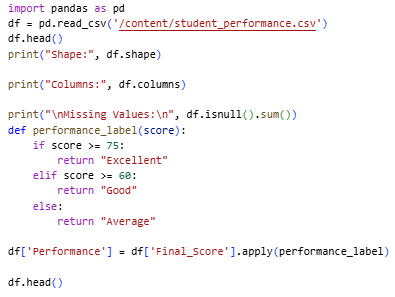 import pandas as pd
df = pd.read_csv('/content/student_performance.csv')
df.head()
print("Shape:", df.shape)

print("Columns:", df.columns)

print("\nMissing Values:\n", df.isnull().sum())
def performance_label(score):
    if score >= 75:
        return "Excellent"
    elif score >= 60:
        return "Good"
    else:
        return "Average"

df['Performance'] = df['Final_Score'].apply(performance_label)

df.head()